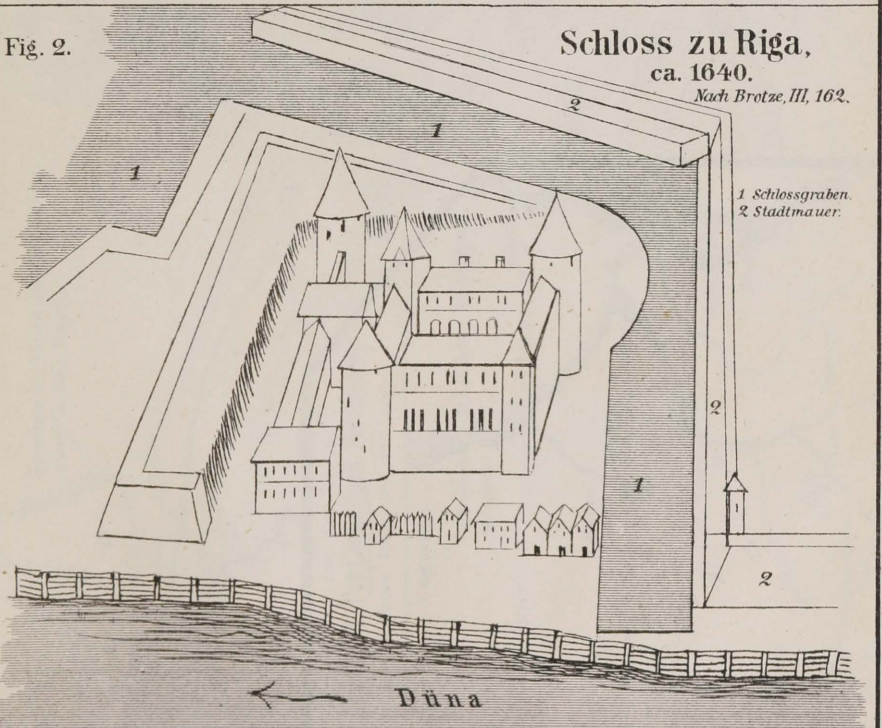 Fig. 2.
Schloss zu Riga,
ca. 1640.
Nach Brotze, III, 162.
2
1
1
1 Schlossgraben.
2 Stadtmauer.
2
1
2
Düna